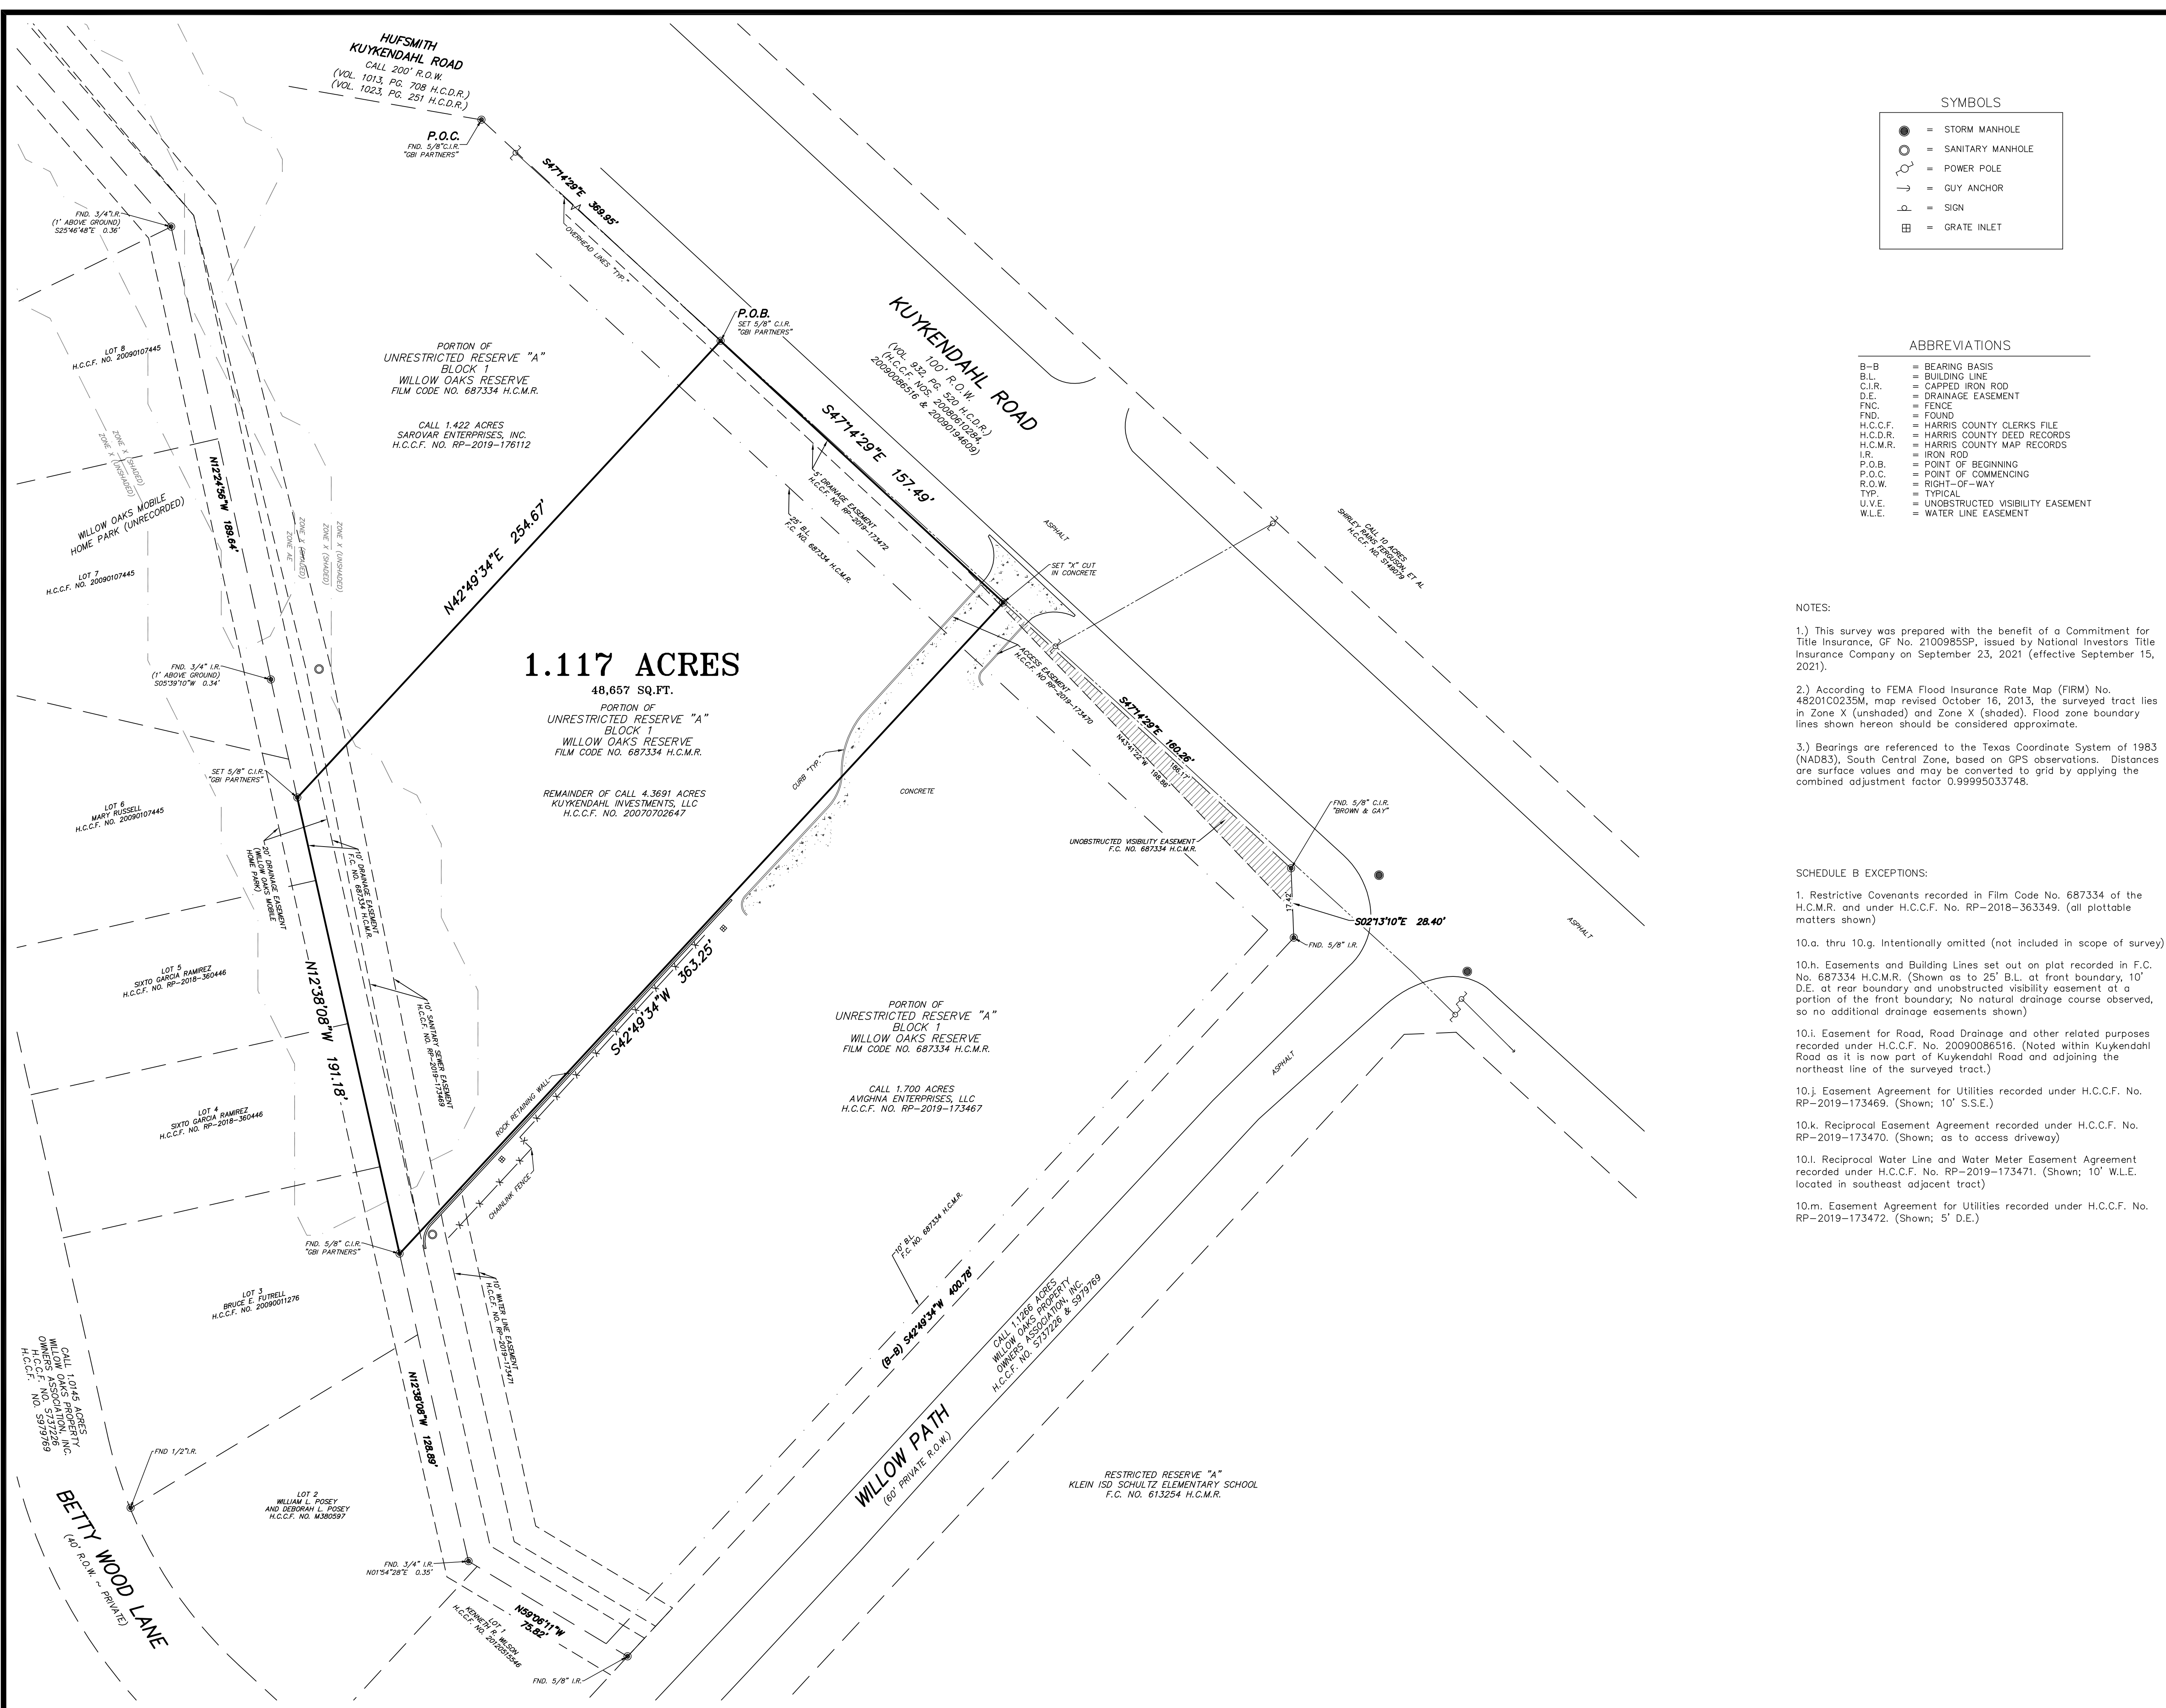 HUFSMITH
KUYKENDAHL ROAD
CALL 200' R.O.W.
(VOL. 1013, PG. 708 H.C.D.R.)
(VOL. 1023, PG. 251 H.C.D.R.)
P.O.C.
FND. 5/8"C.I.R.
"GBI PARTNERS"
S47°14'29"E 369.95'
OVERHEAD LINES "TYP."
FND. 3/4"I.R.
(1' ABOVE GROUND)
S25°46'48"E 0.36'
P.O.B.
SET 5/8" C.I.R.
"GBI PARTNERS"
KUYKENDAHL ROAD
100' R.O.W.
(VOL. 932, PG. 520 H.C.D.R.)
(H.C.C.F. NOS. 20080610284,
20090086516 & 20090194609)
LOT 8
H.C.C.F. NO. 20090107445
PORTION OF
UNRESTRICTED RESERVE "A"
BLOCK 1
WILLOW OAKS RESERVE
FILM CODE NO. 687334 H.C.M.R.
CALL 1.422 ACRES
SAROVAR ENTERPRISES, INC.
H.C.C.F. NO. RP-2019-176112
S47°14'29"E 157.49'
5' DRAINAGE EASEMENT
H.C.C.F. NO. RP-2019-173472
25' B.L.
F.C. NO. 687334 H.C.M.R.
ZONE X (SHADED)
ZONE X (UNSHADED)
N12°24'56"W 189.64'
WILLOW OAKS MOBILE
HOME PARK (UNRECORDED)
ZONE X (SHADED)
ZONE AE
ZONE X (UNSHADED)
ZONE X (SHADED)
LOT 7
H.C.C.F. NO. 20090107445
N42°49'34"E 254.67'
ASPHALT
SET "X" CUT
IN CONCRETE
CALL 10 ACRES
SHIRLEY RAINS FERGUSON, ET AL
H.C.C.F. NO. S149079
FND. 3/4" I.R.
(1' ABOVE GROUND)
S05°39'10"W 0.34'
1.117 ACRES
48,657 SQ.FT.
PORTION OF
UNRESTRICTED RESERVE "A"
BLOCK 1
WILLOW OAKS RESERVE
FILM CODE NO. 687334 H.C.M.R.
REMAINDER OF CALL 4.3691 ACRES
KUYKENDAHL INVESTMENTS, LLC
H.C.C.F. NO. 20070702647
ACCESS EASEMENT
H.C.C.F. NO RP-2019-173470
S47°14'29"E 160.26'
186.17'
N43°41'22"W 198.86'
CURB "TYP."
CONCRETE
SET 5/8" C.I.R.
"GBI PARTNERS"
LOT 6
MARY RUSSELL
H.C.C.F. NO. 20090107445
20' DRAINAGE EASEMENT
(WILLOW OAKS MOBILE
HOME PARK)
10' DRAINAGE EASEMENT
F.C. NO. 687334 H.C.M.R.
FND. 5/8" C.I.R.
"BROWN & GAY"
UNOBSTRUCTED VISIBILITY EASEMENT
F.C. NO. 687334 H.C.M.R.
17.42'
S02°13'10"E 28.40'
FND. 5/8" I.R.
ASPHALT
LOT 5
SIXTO GARCIA RAMIREZ
H.C.C.F. NO. RP-2018-360446
N12°38'08"W 191.18'
10' SANITARY SEWER EASEMENT
H.C.C.F. NO. RP-2019-173469
S42°49'34"W 363.25'
ROCK RETAINING WALL
CHAINLINK FENCE
PORTION OF
UNRESTRICTED RESERVE "A"
BLOCK 1
WILLOW OAKS RESERVE
FILM CODE NO. 687334 H.C.M.R.
CALL 1.700 ACRES
AVIGHNA ENTERPRISES, LLC
H.C.C.F. NO. RP-2019-173467
ASPHALT
LOT 4
SIXTO GARCIA RAMIREZ
H.C.C.F. NO. RP-2018-360446
FND. 5/8" C.I.R.
"GBI PARTNERS"
LOT 3
BRUCE E. FUTRELL
H.C.C.F. NO. 20090011276
10' WATER LINE EASEMENT
H.C.C.F. NO. RP-2019-173471
10' B.L.
F.C. NO. 687334 H.C.M.R.
(B-B) S42°49'34"W 400.78'
CALL 1.1266 ACRES
WILLOW OAKS PROPERTY
OWNERS ASSOCIATION, INC.
H.C.C.F. NO. S737226 & S979769
CALL 1.0145 ACRES
WILLOW OAKS PROPERTY
OWNERS ASSOCIATION, INC.
H.C.C.F. NO. S737226
H.C.C.F. NO. S979769
N12°38'08"W 128.89'
FND 1/2"I.R.
LOT 2
WILLIAM L. POSEY
AND DEBORAH L. POSEY
H.C.C.F. NO. M380597
WILLOW PATH
(60' PRIVATE R.O.W.)
RESTRICTED RESERVE "A"
KLEIN ISD SCHULTZ ELEMENTARY SCHOOL
F.C. NO. 613254 H.C.M.R.
BETTY WOOD LANE
(40' R.O.W. ~ PRIVATE)
FND. 3/4" I.R.
N01°54'28"E 0.35'
N59°06'11"W
75.82'
LOT 1
KENNETH R. WILSON
H.C.C.F. NO. 20120515546
FND. 5/8" I.R.
SYMBOLS
= STORM MANHOLE
= SANITARY MANHOLE
= POWER POLE
= GUY ANCHOR
= SIGN
= GRATE INLET
ABBREVIATIONS
B-B = BEARING BASIS
B.L. = BUILDING LINE
C.I.R. = CAPPED IRON ROD
D.E. = DRAINAGE EASEMENT
FNC. = FENCE
FND. = FOUND
H.C.C.F. = HARRIS COUNTY CLERKS FILE
H.C.D.R. = HARRIS COUNTY DEED RECORDS
H.C.M.R. = HARRIS COUNTY MAP RECORDS
I.R. = IRON ROD
P.O.B. = POINT OF BEGINNING
P.O.C. = POINT OF COMMENCING
R.O.W. = RIGHT-OF-WAY
TYP. = TYPICAL
U.V.E. = UNOBSTRUCTED VISIBILITY EASEMENT
W.L.E. = WATER LINE EASEMENT
NOTES:
1.) This survey was prepared with the benefit of a Commitment for
Title Insurance, GF No. 2100985SP, issued by National Investors Title
Insurance Company on September 23, 2021 (effective September 15,
2021).
2.) According to FEMA Flood Insurance Rate Map (FIRM) No.
48201C0235M, map revised October 16, 2013, the surveyed tract lies
in Zone X (unshaded) and Zone X (shaded). Flood zone boundary
lines shown hereon should be considered approximate.
3.) Bearings are referenced to the Texas Coordinate System of 1983
(NAD83), South Central Zone, based on GPS observations. Distances
are surface values and may be converted to grid by applying the
combined adjustment factor 0.99995033748.
SCHEDULE B EXCEPTIONS:
1. Restrictive Covenants recorded in Film Code No. 687334 of the
H.C.M.R. and under H.C.C.F. No. RP-2018-363349. (all plottable
matters shown)
10.a. thru 10.g. Intentionally omitted (not included in scope of survey)
10.h. Easements and Building Lines set out on plat recorded in F.C.
No. 687334 H.C.M.R. (Shown as to 25' B.L. at front boundary, 10'
D.E. at rear boundary and unobstructed visibility easement at a
portion of the front boundary; No natural drainage course observed,
so no additional drainage easements shown)
10.i. Easement for Road, Road Drainage and other related purposes
recorded under H.C.C.F. No. 20090086516. (Noted within Kuykendahl
Road as it is now part of Kuykendahl Road and adjoining the
northeast line of the surveyed tract.)
10.j. Easement Agreement for Utilities recorded under H.C.C.F. No.
RP-2019-173469. (Shown; 10' S.S.E.)
10.k. Reciprocal Easement Agreement recorded under H.C.C.F. No.
RP-2019-173470. (Shown; as to access driveway)
10.l. Reciprocal Water Line and Water Meter Easement Agreement
recorded under H.C.C.F. No. RP-2019-173471. (Shown; 10' W.L.E.
located in southeast adjacent tract)
10.m. Easement Agreement for Utilities recorded under H.C.C.F. No.
RP-2019-173472. (Shown; 5' D.E.)